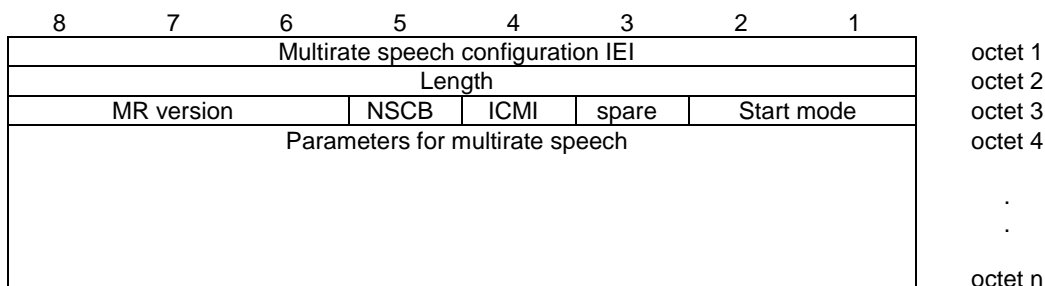 8 7 6 5 4 3 2 1
Multirate speech configuration IEI octet 1
Length octet 2
MR version NSCB ICMI spare Start mode octet 3
Parameters for multirate speech octet 4
.
.
octet n